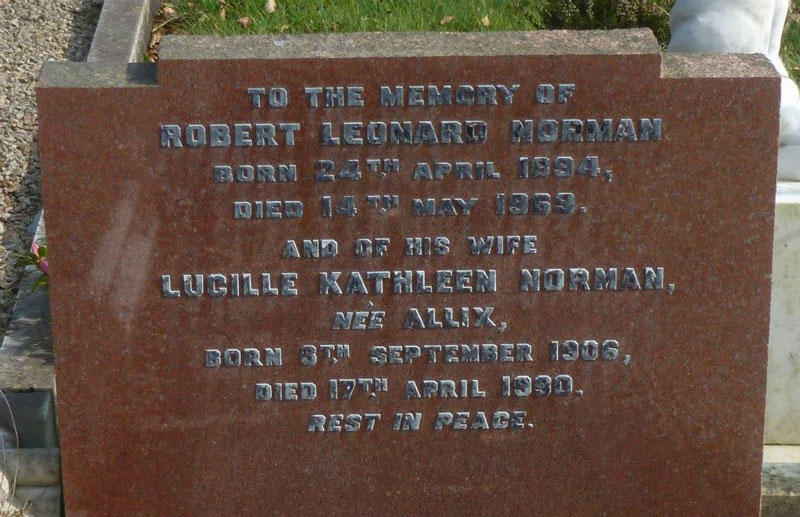 TO THE MEMORY OF
ROBERT LEONARD NORMAN
BORN 24TH APRIL 1894,
DIED 14TH MAY 1969.
AND OF HIS WIFE
LUCILLE KATHLEEN NORMAN,
NÉE ALLIX,
BORN 8TH SEPTEMBER 1906,
DIED 17TH APRIL 1990.
REST IN PEACE.